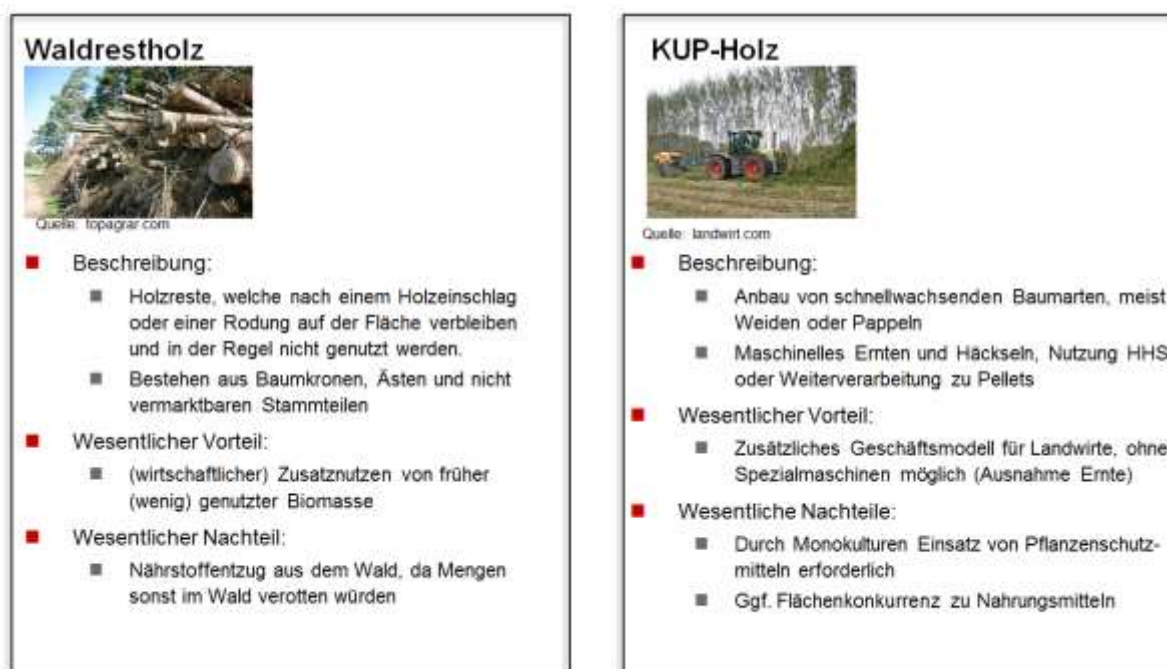 Waldrestholz
Quelle: topagrar.com
Beschreibung:
Holzreste, welche nach einem Holzeinschlag
oder einer Rodung auf der Fläche verbleiben
und in der Regel nicht genutzt werden.
Bestehen aus Baumkronen, Ästen und nicht
vermarktbaren Stammteilen
Wesentlicher Vorteil:
(wirtschaftlicher) Zusatznutzen von früher
(wenig) genutzter Biomasse
Wesentlicher Nachteil:
Nährstoffentzug aus dem Wald, da Mengen
sonst im Wald verotten würden
KUP-Holz
Quelle: landwirt.com
Beschreibung:
Anbau von schnellwachsenden Baumarten, meist
Weiden oder Pappeln
Maschinelles Ernten und Häckseln, Nutzung HHS
oder Weiterverarbeitung zu Pellets
Wesentlicher Vorteil:
Zusätzliches Geschäftsmodell für Landwirte, ohne
Spezialmaschinen möglich (Ausnahme Ernte)
Wesentliche Nachteile:
Durch Monokulturen Einsatz von Pflanzenschutz-
mitteln erforderlich
Ggf. Flächenkonkurrenz zu Nahrungsmitteln